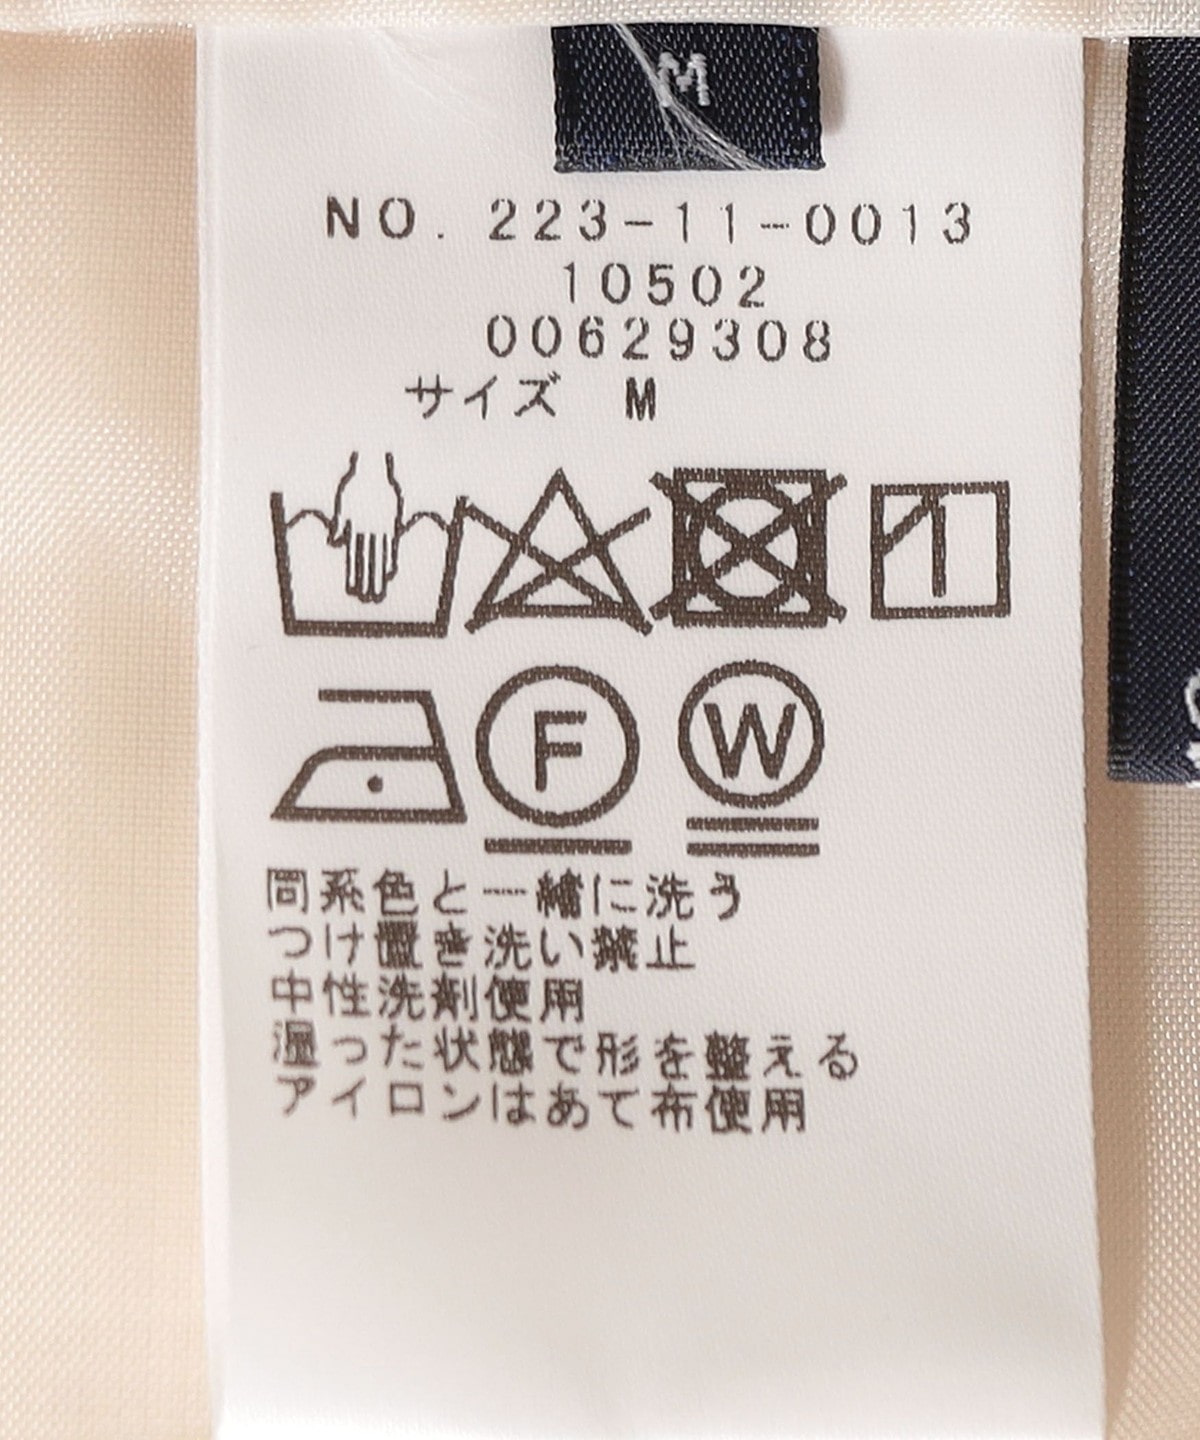 M
NO. 223-11-0013
10502
00629308
サイズ M
F
W
同系色と一緒に洗う
つけ置き洗い禁止
中性洗剤使用
湿った状態で形を整える
アイロンはあて布使用